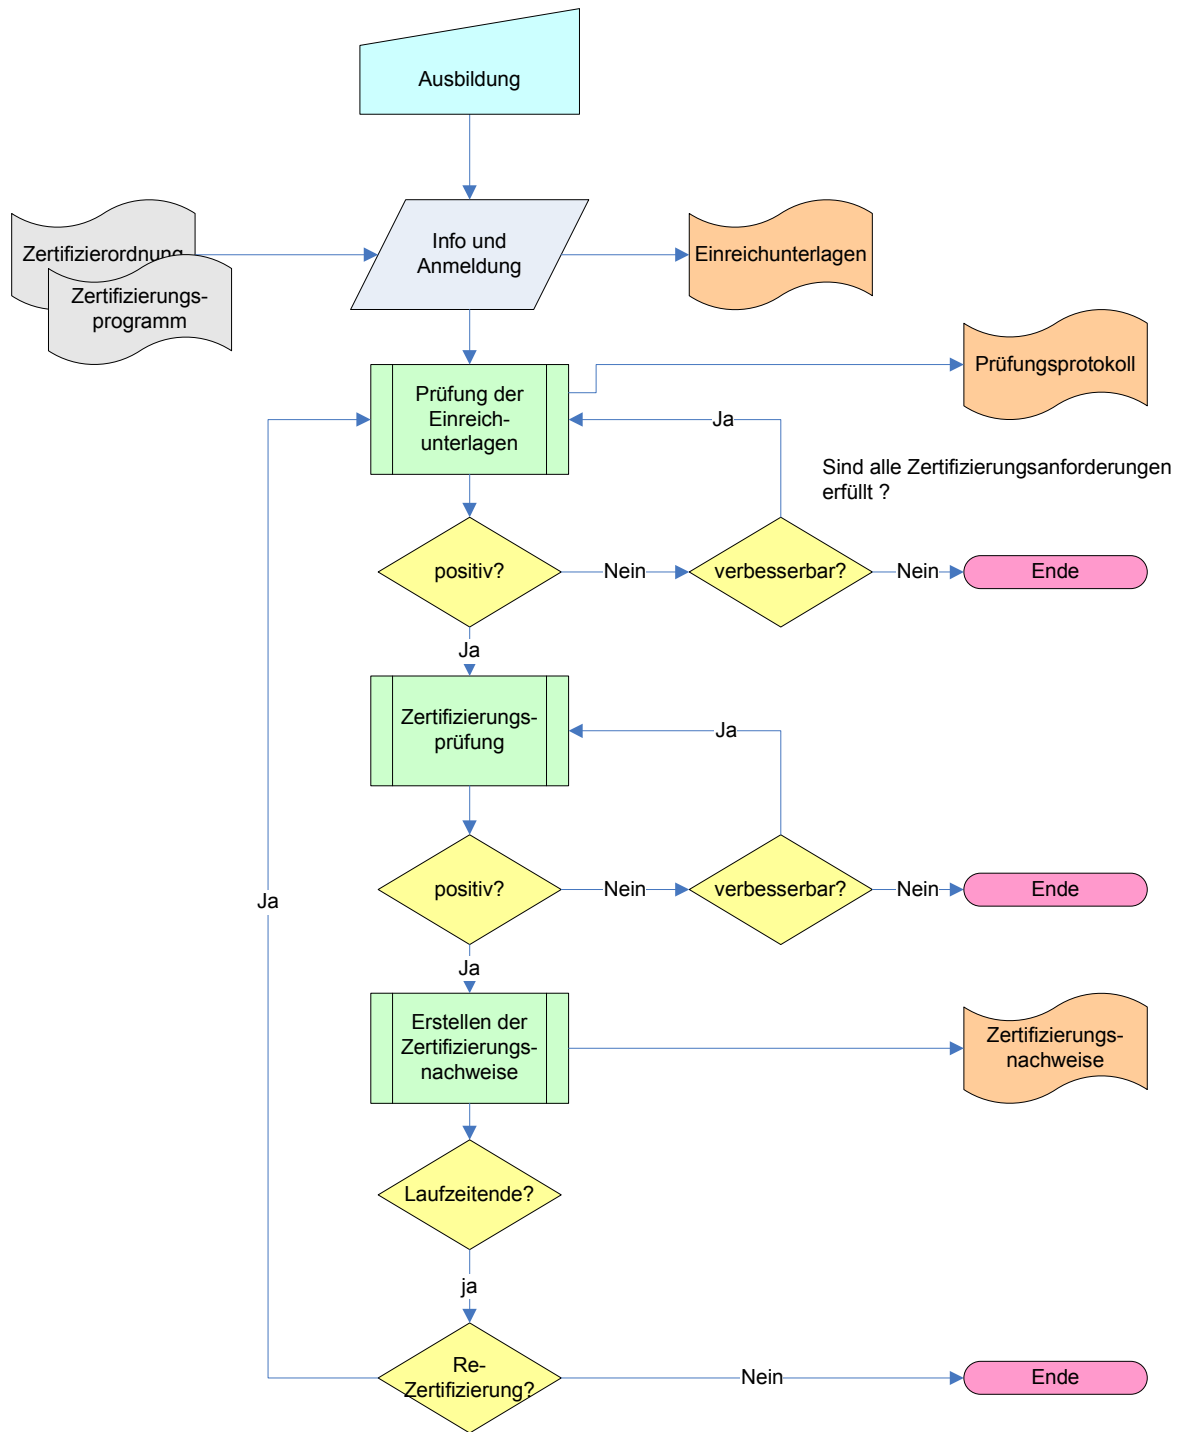 Ausbildung
Zertifizierordnung
Zertifizierungs-
programm
Info und
Anmeldung
Einreichunterlagen
Prüfungsprotokoll
Prüfung der
Einreich-
unterlagen
Ja
Sind alle Zertifizierungsanforderungen
erfüllt ?
positiv?
Nein
verbesserbar?
Nein
Ende
Ja
Zertifizierungs-
prüfung
Ja
positiv?
Nein
verbesserbar?
Nein
Ende
Ja
Ja
Erstellen der
Zertifizierungs-
nachweise
Zertifizierungs-
nachweise
Laufzeitende?
ja
Re-
Zertifizierung?
Nein
Ende